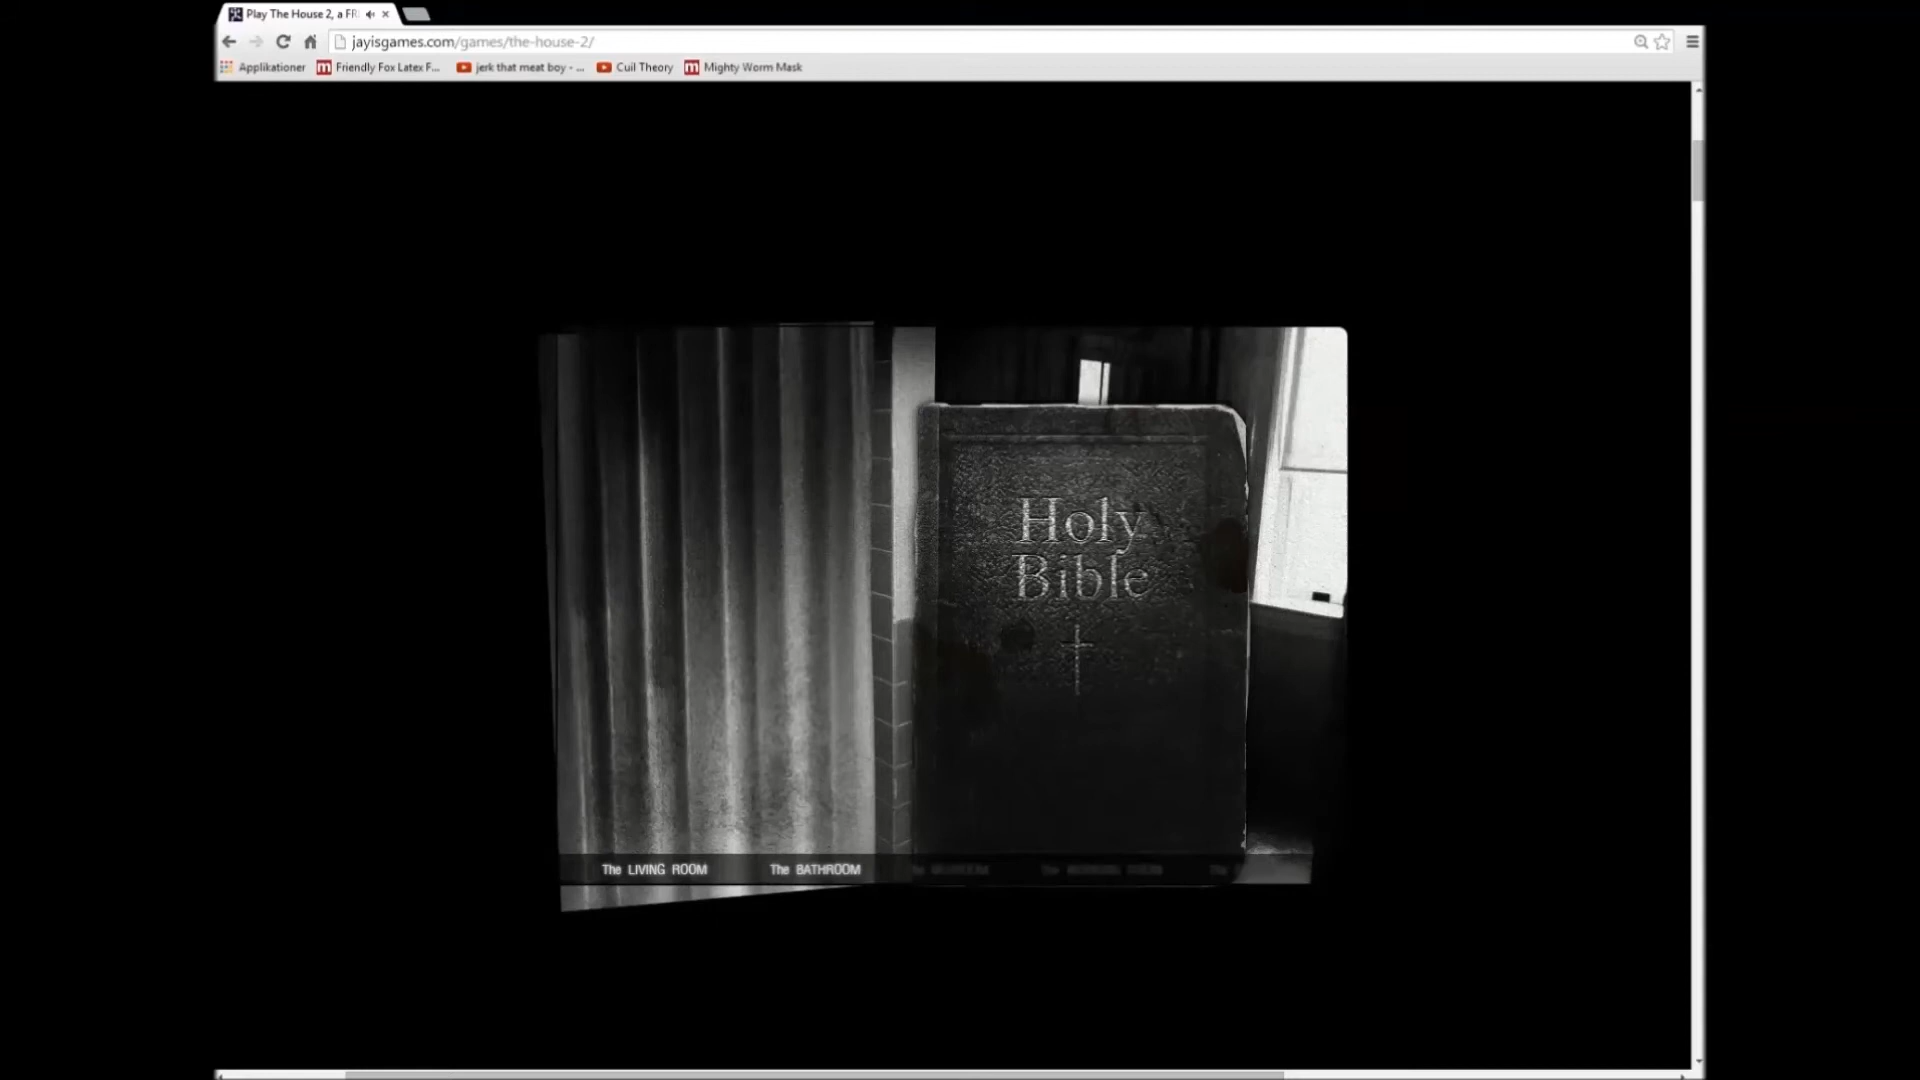 Play The House 2, a FR
jayisgames.com/games/the-house-2/
Applikationer Friendly Fox Latex F... jerk that meat boy - ... Cuil Theory Mighty Worm Mask
Holy
Bible
The LIVING ROOM The BATHROOM